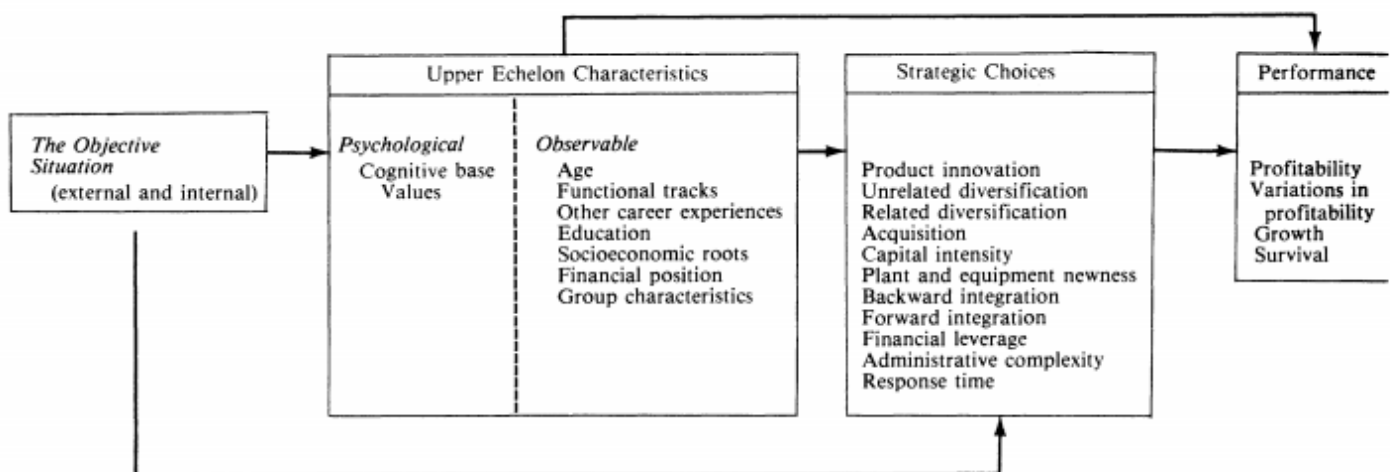 The Objective
Situation
(external and internal)
Upper Echelon Characteristics
Psychological
Cognitive base
Values
Observable
Age
Functional tracks
Other career experiences
Education
Socioeconomic roots
Financial position
Group characteristics
Strategic Choices
Product innovation
Unrelated diversification
Related diversification
Acquisition
Capital intensity
Plant and equipment newness
Backward integration
Forward integration
Financial leverage
Administrative complexity
Response time
Performance
Profitability
Variations in
profitability
Growth
Survival